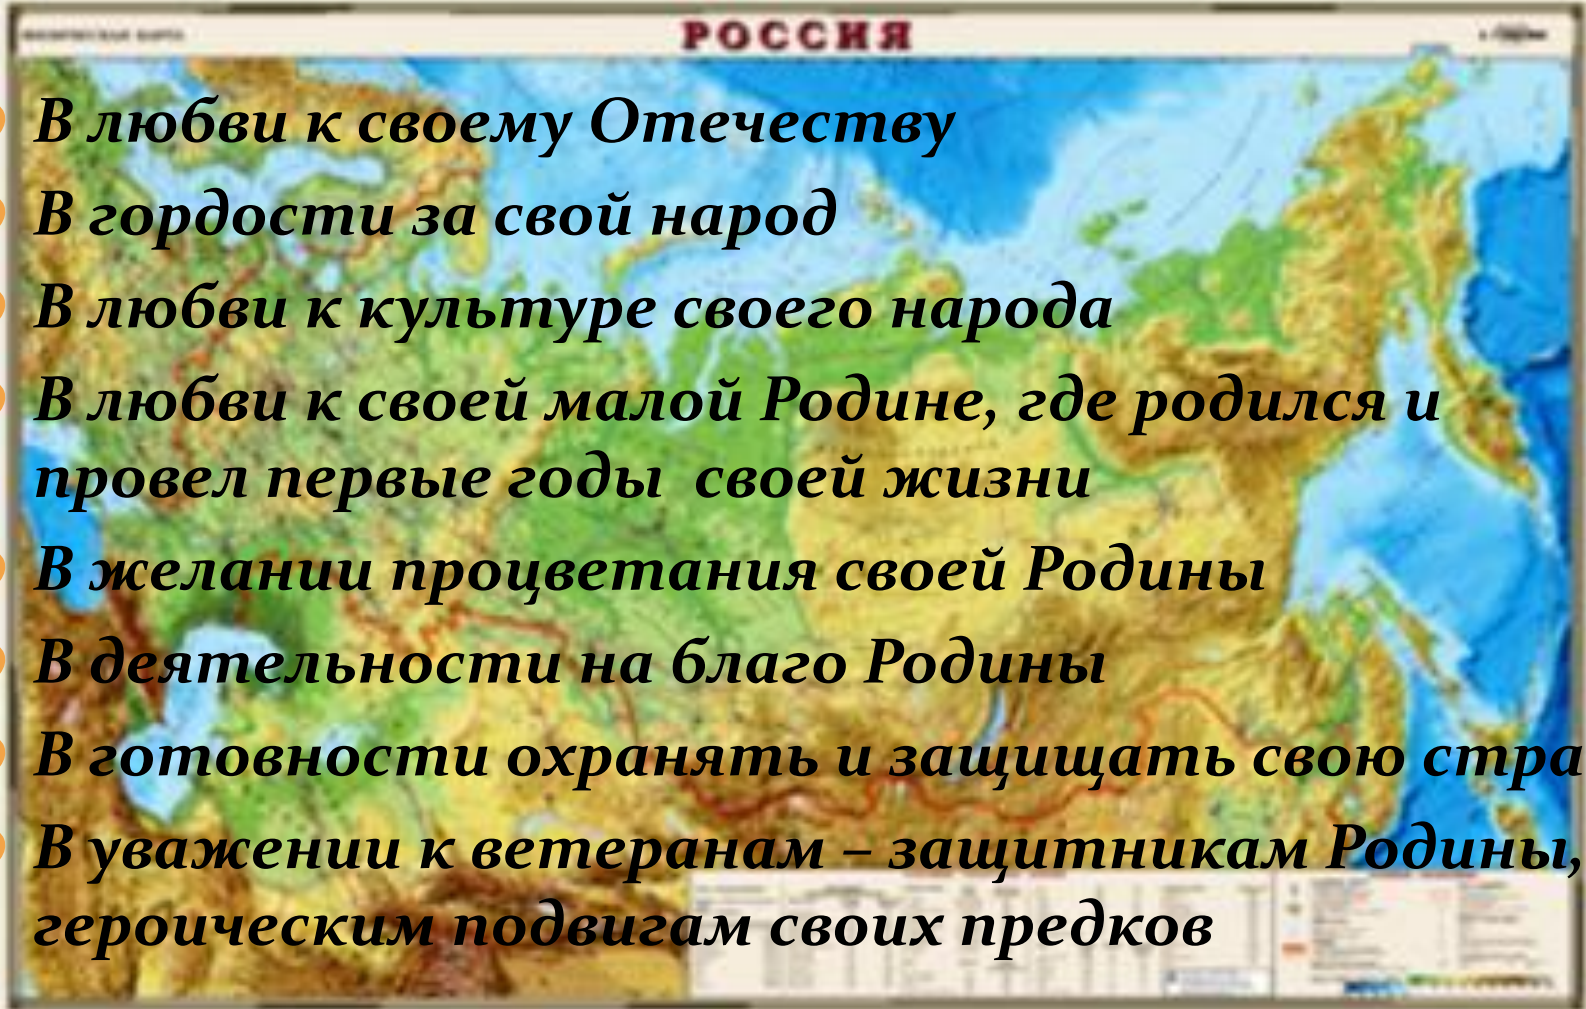 РОССИЯ
В любви к своему Отечеству
В гордости за свой народ
В любви к культуре своего народа
В любви к своей малой Родине, где родился и
провел первые годы своей жизни
В желании процветания своей Родины
В деятельности на благо Родины
В готовности охранять и защищать свою стра
В уважении к ветеранам – защитникам Родины,
героическим подвигам своих предков